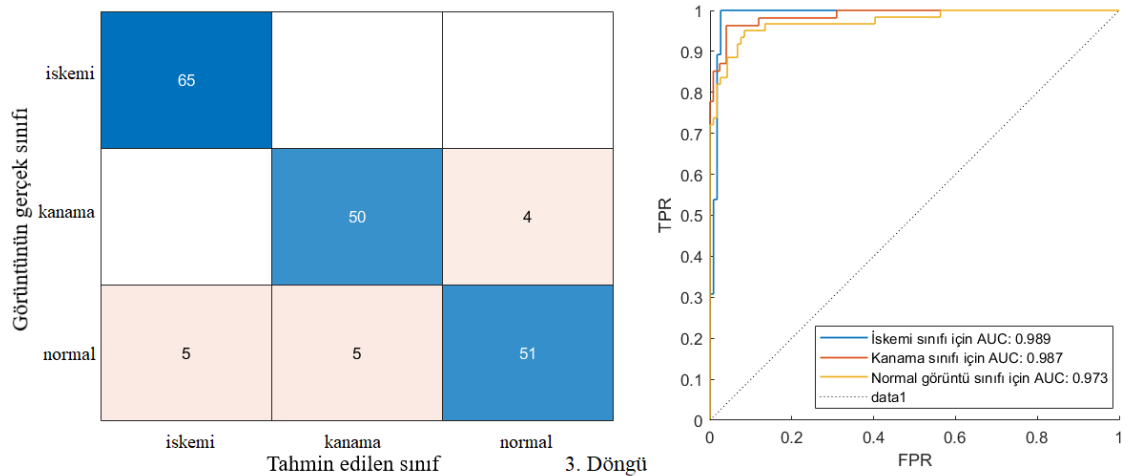 Görüntünün gerçek sınıfı
iskemi
65
kanama
50
4
normal
5
5
51
iskemi
kanama
normal
Tahmin edilen sınıf
3. Döngü
TPR
1
0.9
0.8
0.7
0.6
0.5
0.4
0.3
0.2
0.1
0
İskemi sınıfı için AUC: 0.989
Kanama sınıfı için AUC: 0.987
Normal görüntü sınıfı için AUC: 0.973
data1
0
0.2
0.4
0.6
0.8
1
FPR